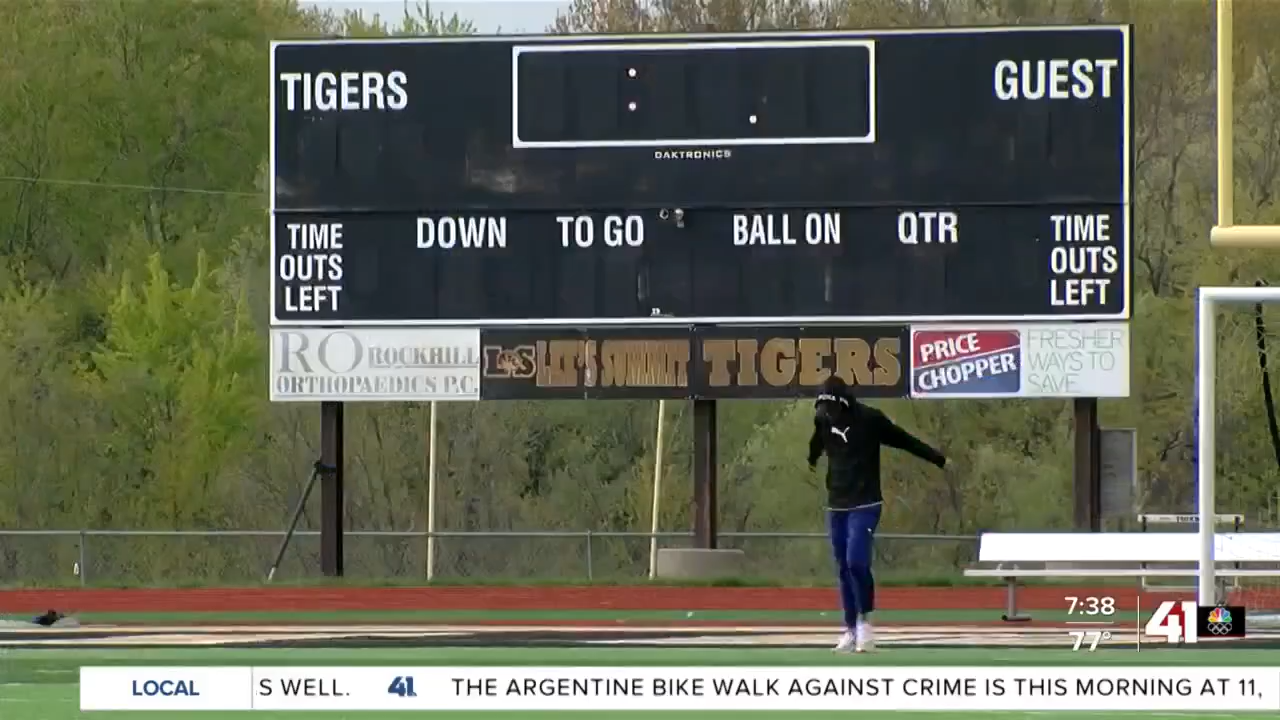 TIGERS
GUEST
DAKTRONICS
TIME OUTS LEFT
DOWN
TO GO
BALL ON
QTR
TIME OUTS LEFT
RO ROCKHILL
ORTHOPAEDICS P.C.
LS LEE'S SUMMIT TIGERS
PRICE CHOPPER
FRESHER
WAYS TO
SAVE
7:38
77°
41
LOCAL
S WELL. 41 THE ARGENTINE BIKE WALK AGAINST CRIME IS THIS MORNING AT 11,